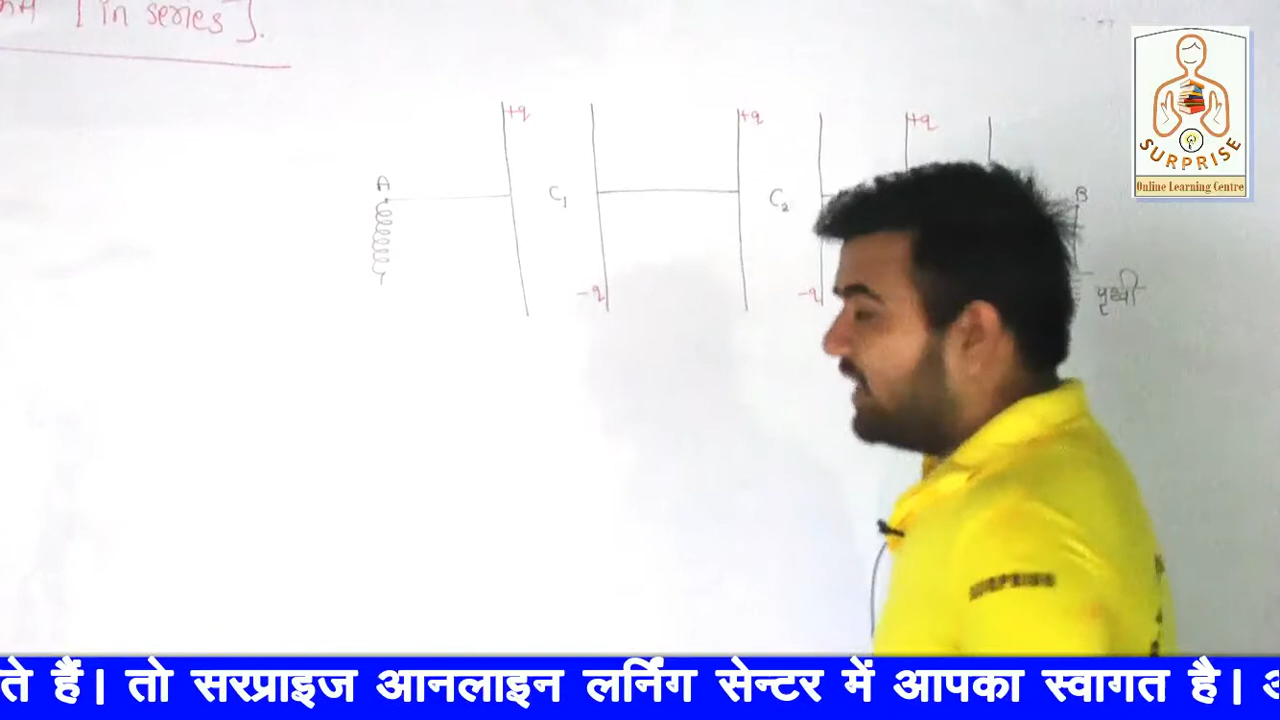 [in series].
+q +q +q
A C₁ C₂ B
-q -q पृथ्वी
SURPRISE
Online Learning Centre
ते हैं। तो सरप्राइज आनलाइन लर्निंग सेन्टर में आपका स्वागत है।